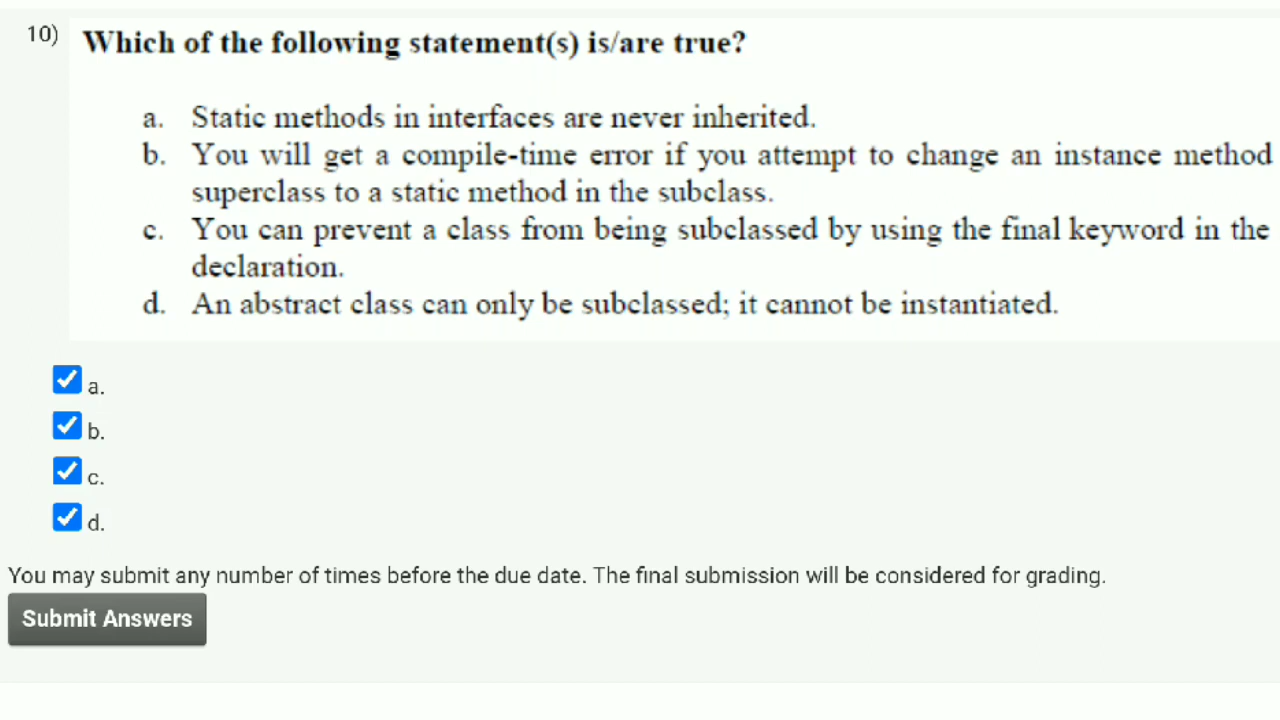 10) Which of the following statement(s) is/are true?
a. Static methods in interfaces are never inherited.
b. You will get a compile-time error if you attempt to change an instance method
superclass to a static method in the subclass.
c. You can prevent a class from being subclassed by using the final keyword in the
declaration.
d. An abstract class can only be subclassed; it cannot be instantiated.
a.
b.
c.
d.
You may submit any number of times before the due date. The final submission will be considered for grading.
Submit Answers